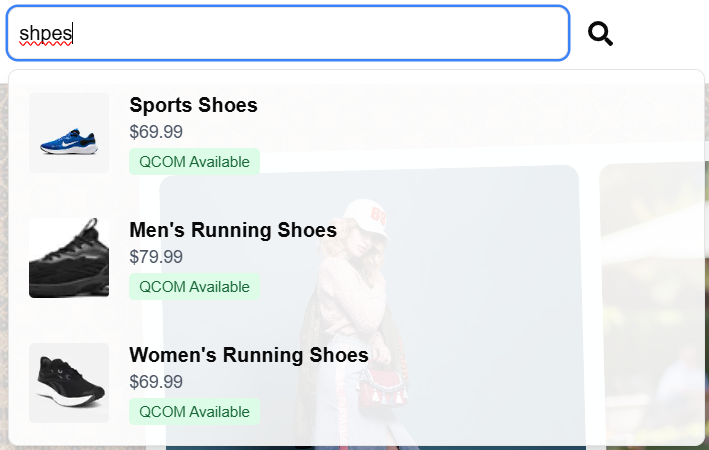 shpes
Sports Shoes
$69.99
QCOM Available
Men's Running Shoes
$79.99
QCOM Available
Women's Running Shoes
$69.99
QCOM Available